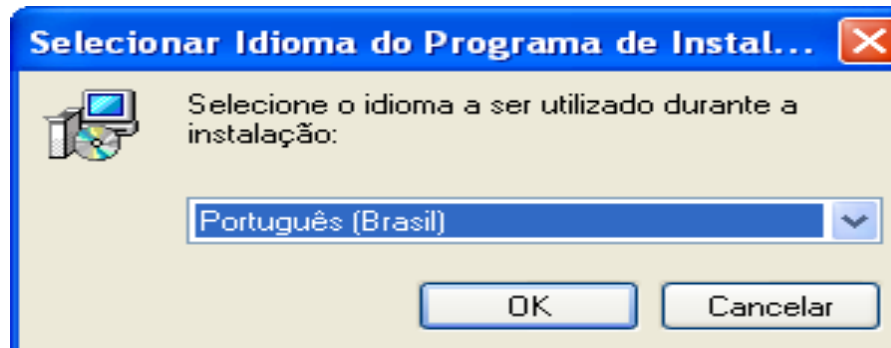 Selecionar Idioma do Programa de Instal...
Selecione o idioma a ser utilizado durante a
instalação:
Português (Brasil)
OK
Cancelar